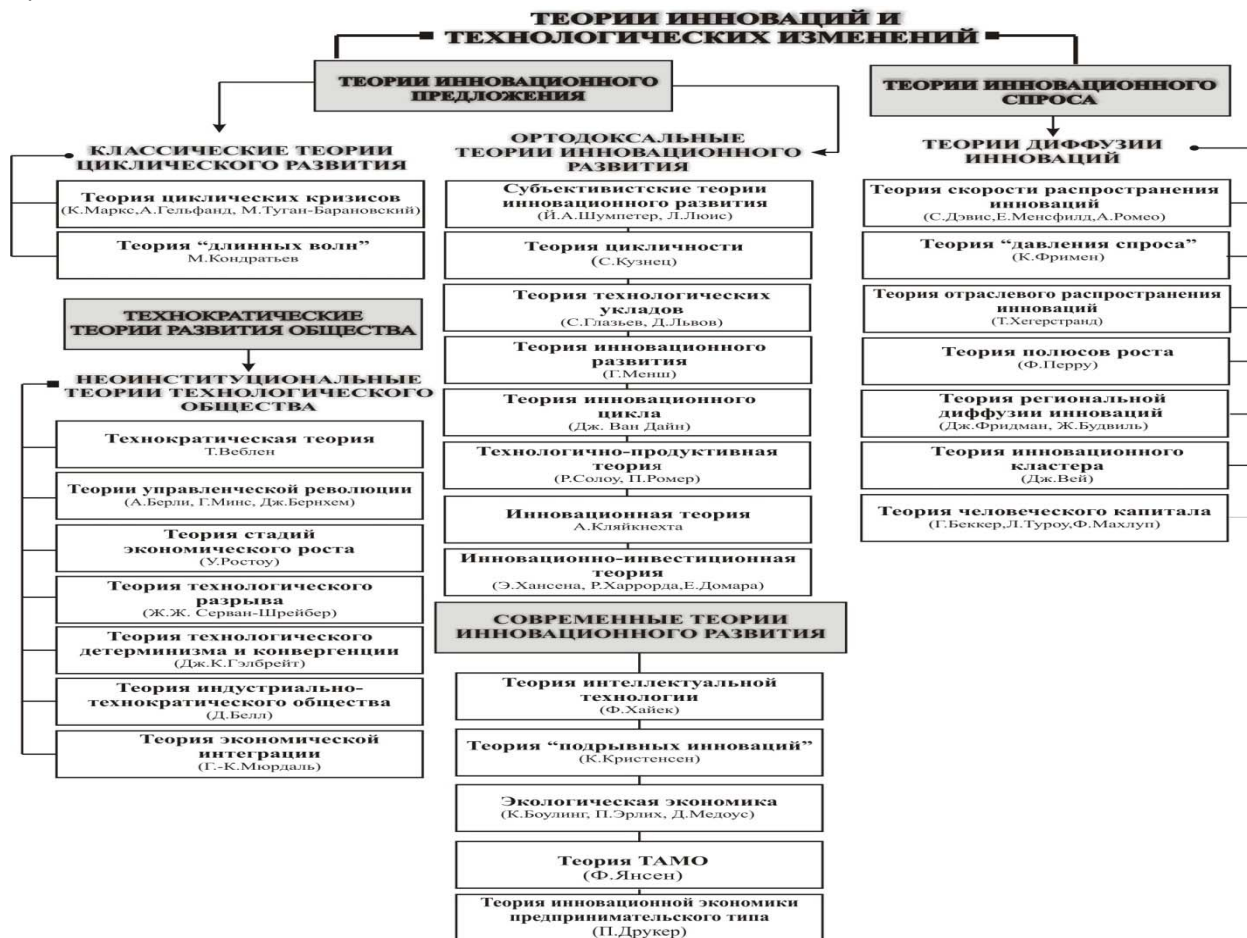 ТЕОРИИ ИННОВАЦИЙ И
ТЕХНОЛОГИЧЕСКИХ ИЗМЕНЕНИЙ
ТЕОРИИ ИННОВАЦИОННОГО
ПРЕДЛОЖЕНИЯ
ТЕОРИИ ИННОВАЦИОННОГО
СПРОСА
КЛАССИЧЕСКИЕ ТЕОРИИ
ЦИКЛИЧЕСКОГО РАЗВИТИЯ
Теория циклических кризисов
(К.Маркс,А.Гельфанд, М.Туган-Барановский)
Теория “длинных волн”
М.Кондратьев
ТЕХНОКРАТИЧЕСКИЕ
ТЕОРИИ РАЗВИТИЯ ОБЩЕСТВА
НЕОИНСТИТУЦИОНАЛЬНЫЕ
ТЕОРИИ ТЕХНОЛОГИЧЕСКОГО
ОБЩЕСТВА
Технократическая теория
Т.Веблен
Теории управленческой революции
(А.Берли, Г.Минс, Дж.Бернхем)
Теория стадий
экономического роста
(У.Ростоу)
Теория технологического
разрыва
(Ж.Ж. Серван-Шрейбер)
Теория технологического
детерминизма и конвергенции
(Дж.К.Гэлбрейт)
Теория индустриально-
технократического общества
(Д.Белл)
Теория экономической
интеграции
(Г.-К.Мюрдаль)
ОРТОДОКСАЛЬНЫЕ
ТЕОРИИ ИННОВАЦИОННОГО
РАЗВИТИЯ
Субъективистские теории
инновационного развития
(Й.А.Шумпетер, Л.Люис)
Теория цикличности
(С.Кузнец)
Теория технологических
укладов
(С.Глазьев, Д.Львов)
Теория инновационного
развития
(Г.Менш)
Теория инновационного
цикла
(Дж. Ван Дайн)
Технологично-продуктивная
теория
(Р.Солоу, П.Ромер)
Инновационная теория
А.Кляйкнехта
Инновационно-инвестиционная
теория
(Э.Хансена, Р.Харрорда,Е.Домара)
СОВРЕМЕННЫЕ ТЕОРИИ
ИННОВАЦИОННОГО РАЗВИТИЯ
Теория интеллектуальной
технологии
(Ф.Хайек)
Теория “подрывных инноваций”
(К.Кристенсен)
Экологическая экономика
(К.Боулинг, П.Эрлих, Д.Медоус)
Теория ТАМО
(Ф.Янсен)
Теория инновационной экономики
предпринимательского типа
(П.Друкер)
ТЕОРИИ ДИФФУЗИИ
ИННОВАЦИЙ
Теория скорости распространения
инноваций
(С.Дэвис,Е.Менсфилд,А.Ромео)
Теория “давления спроса”
(К.Фримен)
Теория отраслевого распространения
инноваций
(Т.Хегерстранд)
Теория полюсов роста
(Ф.Перру)
Теория региональной
диффузии инноваций
(Дж.Фридман, Ж.Будвиль)
Теория инновационного
кластера
(Дж.Вей)
Теория человеческого капитала
(Г.Беккер,Л.Туроу,Ф.Махлуп)